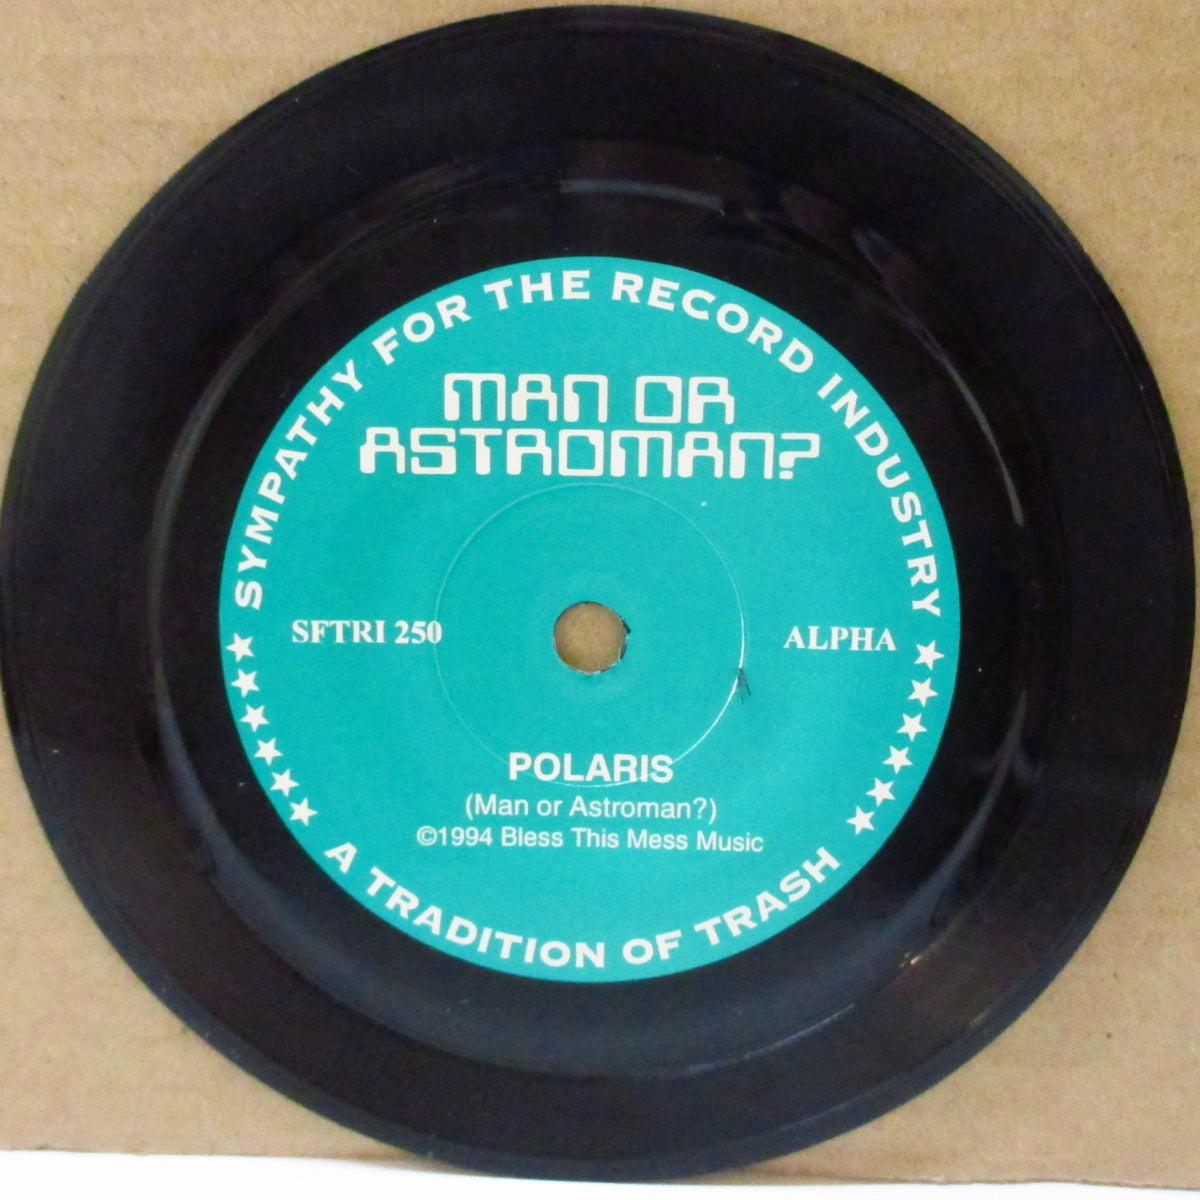 SYMPATHY FOR THE RECORD INDUSTRY
MAN OR
ASTROMAN?
SFTRI 250
ALPHA
POLARIS
(Man or Astroman?)
©1994 Bless This Mess Music
A TRADITION OF TRASH